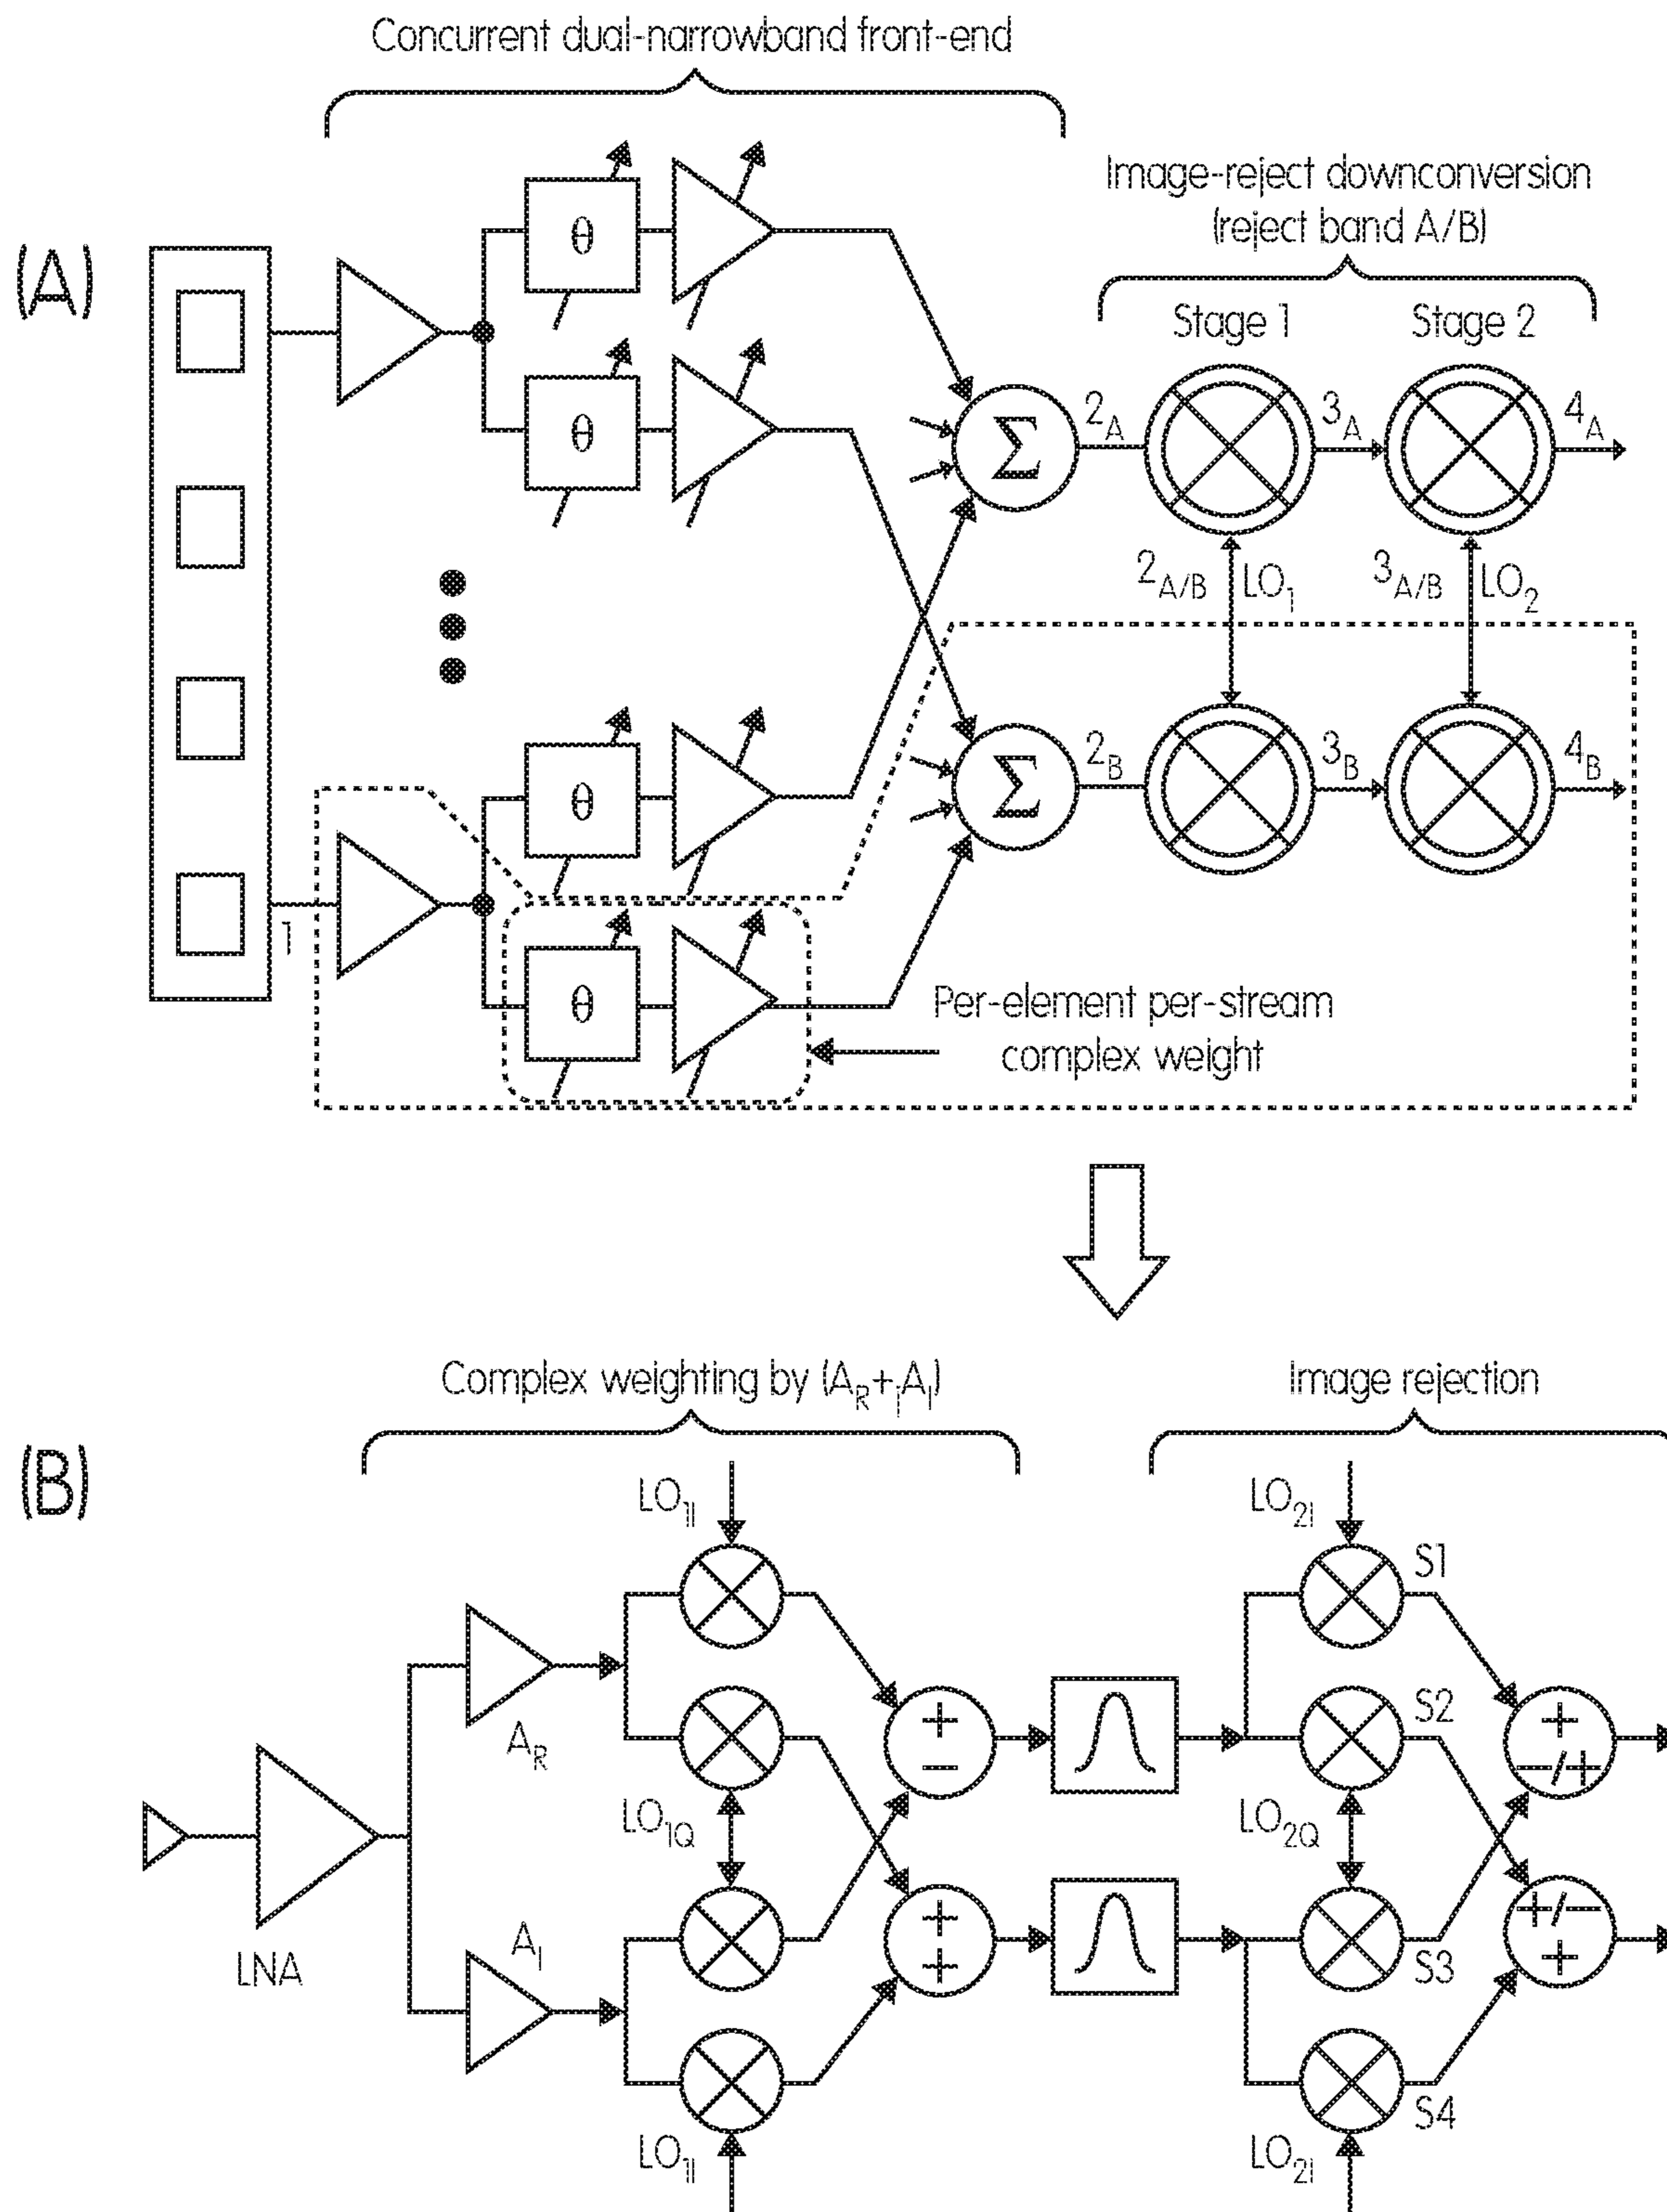 Concurrent dual-narrowband front-end
Image-reject downconversion
(reject band A/B)
(A)
Stage 1
Stage 2
θ
θ
Σ
2A
3A
4A
2A/B
LO1
3A/B
LO2
θ
Σ
2B
3B
4B
1
θ
Per-element per-stream
complex weight
Complex weighting by (AR+jAI)
Image rejection
(B)
LO1I
LO2I
S1
AR
+
−
S2
+
−/+
LO1Q
LO2Q
LNA
AI
+
+
S3
+/−
+
S4
LO1I
LO2I